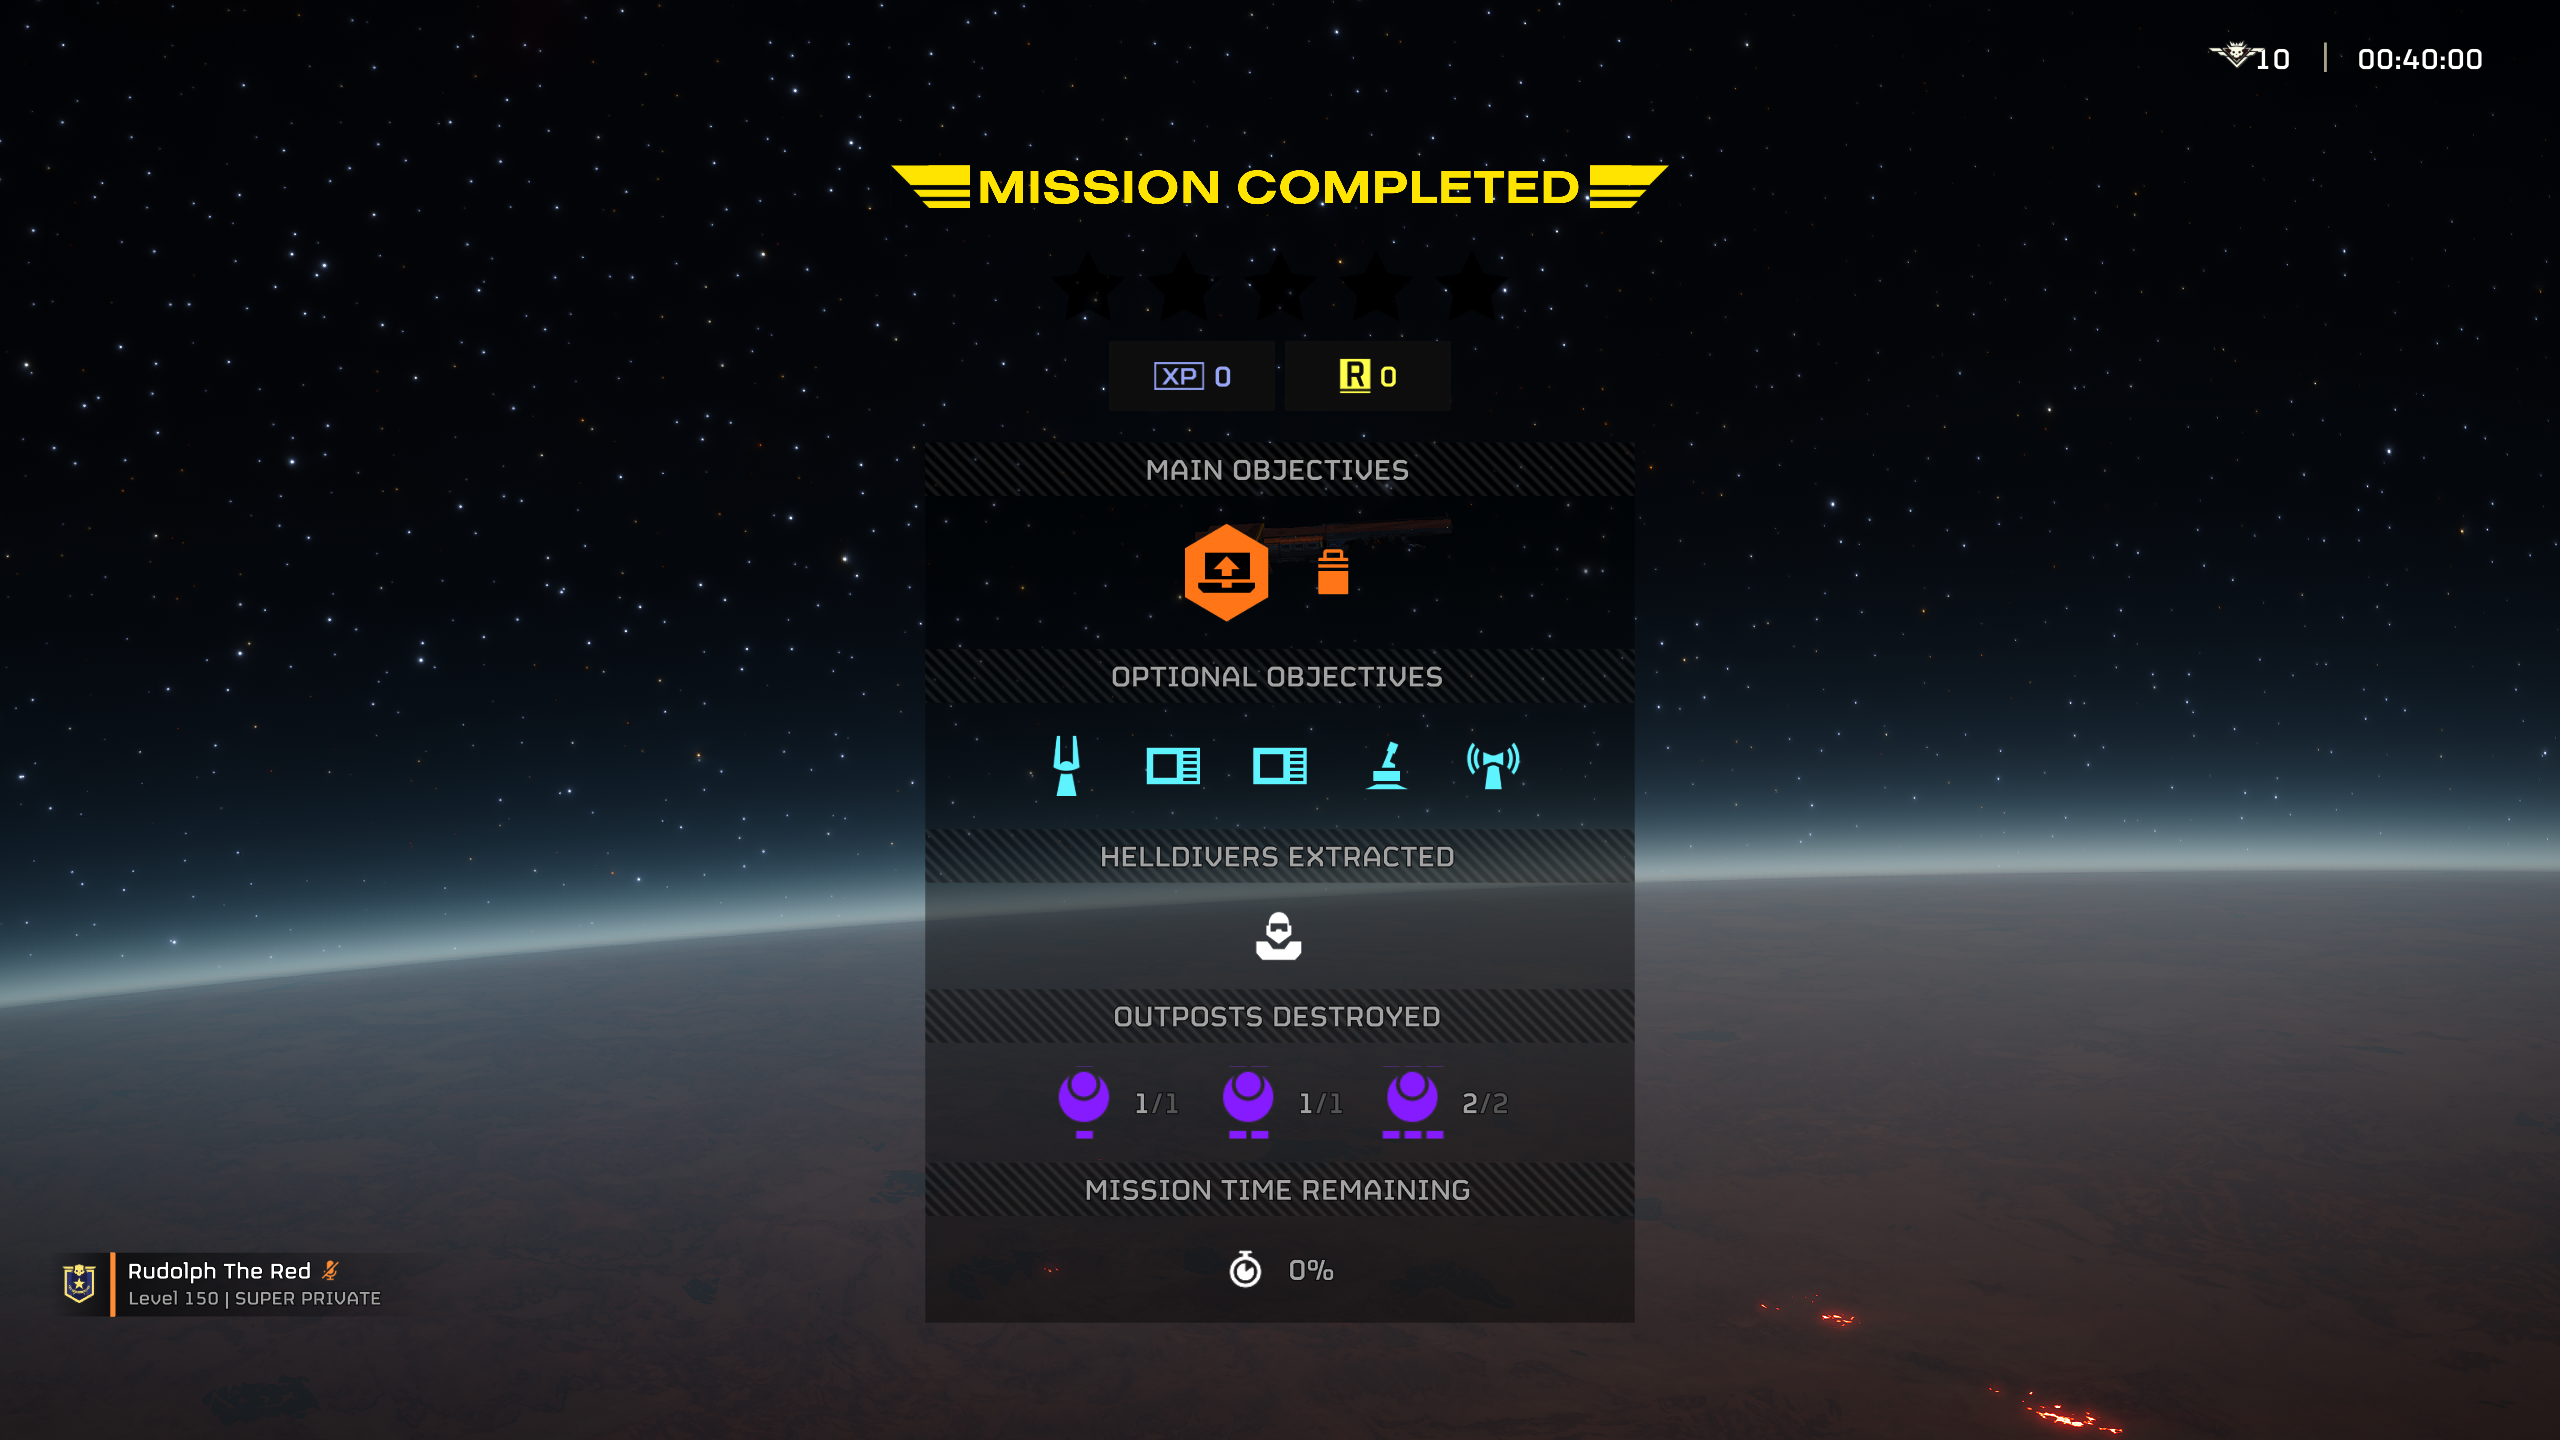 10 | 00:40:00
MISSION COMPLETED
XP 0
R 0
MAIN OBJECTIVES
OPTIONAL OBJECTIVES
HELLDIVERS EXTRACTED
OUTPOSTS DESTROYED
1/1 1/1 2/2
MISSION TIME REMAINING
0%
Rudolph The Red
Level 150 | SUPER PRIVATE